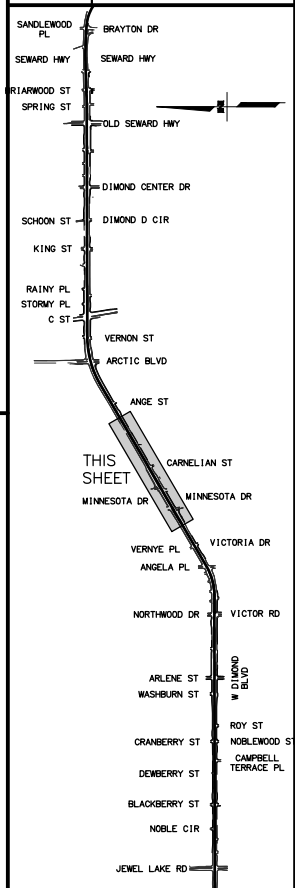 SANDLEWOOD
PL
BRAYTON DR
SEWARD HWY
SEWARD HWY
RIARWOOD ST
SPRING ST
OLD SEWARD HWY
DIMOND CENTER DR
SCHOON ST
DIMOND D CIR
KING ST
RAINY PL
STORMY PL
C ST
VERNON ST
ARCTIC BLVD
ANGE ST
THIS
SHEET
CARNELIAN ST
MINNESOTA DR
MINNESOTA DR
VICTORIA DR
VERNYE PL
ANGELA PL
NORTHWOOD DR
VICTOR RD
W DIMOND
BLVD
ARLENE ST
WASHBURN ST
ROY ST
CRANBERRY ST
NOBLEWOOD ST
CAMPBELL
TERRACE PL
DEWBERRY ST
BLACKBERRY ST
NOBLE CIR
JEWEL LAKE RD